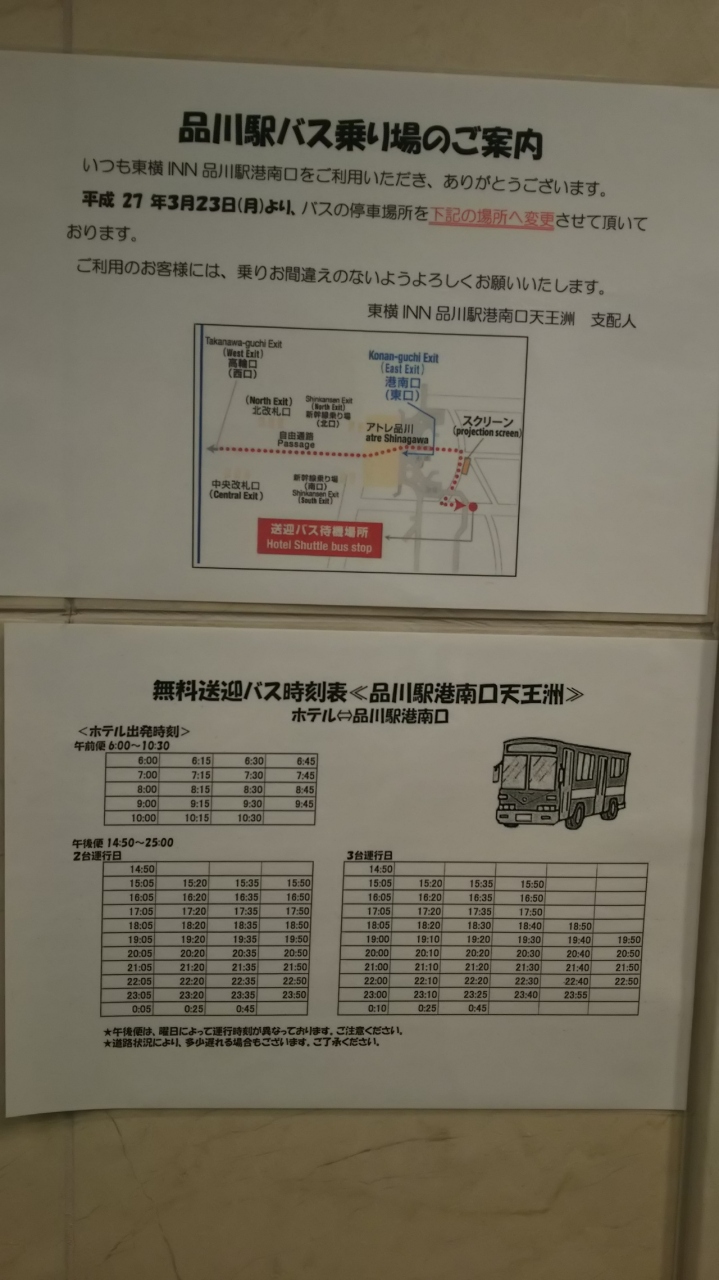 品川駅バス乗り場のご案内
いつも東横INN品川駅港南口をご利用いただき、ありがとうございます。
平成 27 年3月23日(月)より、バスの停車場所を下記の場所へ変更させて頂いて
おります。
ご利用のお客様には、乗りお間違えのないようよろしくお願いいたします。
東横INN品川駅港南口天王洲 支配人
Takanawa-guchi Exit
(West Exit)
高輪口
(西口)
Konan-guchi Exit
(East Exit)
港南口
(東口)
(North Exit)
北改札口
Shinkansen Exit
(North Exit)
新幹線乗り場
(北口)
アトレ品川
atre Shinagawa
スクリーン
(projection screen)
自由通路
Passage
中央改札口
(Central Exit)
新幹線乗り場
(南口)
Shinkansen Exit
(South Exit)
送迎バス待機場所
Hotel Shuttle bus stop
無料送迎バス時刻表≪品川駅港南口天王洲≫
ホテル⇔品川駅港南口
<ホテル出発時刻>
午前便 6:00~10:30
6:00 6:15 6:30 6:45
7:00 7:15 7:30 7:45
8:00 8:15 8:30 8:45
9:00 9:15 9:30 9:45
10:00 10:15 10:30
午後便 14:50~25:00
2台運行日
14:50
15:05 15:20 15:35 15:50
16:05 16:20 16:35 16:50
17:05 17:20 17:35 17:50
18:05 18:20 18:35 18:50
19:05 19:20 19:35 19:50
20:05 20:20 20:35 20:50
21:05 21:20 21:35 21:50
22:05 22:20 22:35 22:50
23:05 23:20 23:35 23:50
0:05 0:25 0:45
3台運行日
14:50
15:05 15:20 15:35 15:50
16:05 16:20 16:35 16:50
17:05 17:20 17:35 17:50
18:05 18:20 18:30 18:40 18:50
19:00 19:10 19:20 19:30 19:40 19:50
20:00 20:10 20:20 20:30 20:40 20:50
21:00 21:10 21:20 21:30 21:40 21:50
22:00 22:10 22:20 22:30 22:40 22:50
23:00 23:10 23:25 23:40 23:55
0:10 0:25 0:45
★午後便は、曜日によって運行時刻が異なっております。ご注意ください。
★道路状況により、多少遅れる場合もございます。ご了承ください。